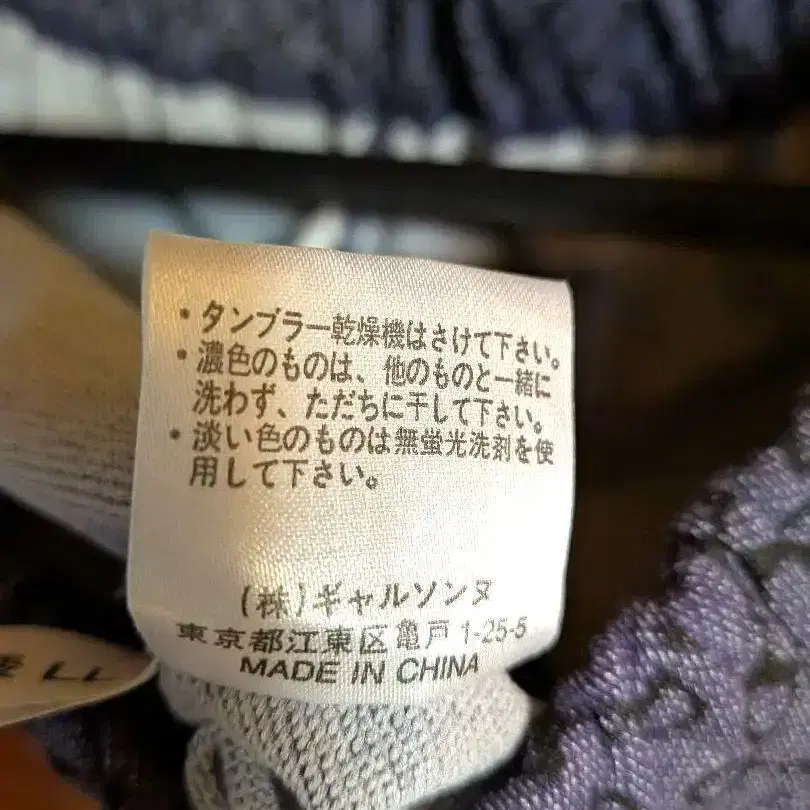 ・タンブラー乾燥機はさけて下さい。
・濃色のものは、他のものと一緒に
洗わず、ただちに干して下さい。
・淡い色のものは無蛍光洗剤を使
用して下さい。
(株)ギャルソンヌ
東京都江東区亀戸1-25-5
MADE IN CHINA